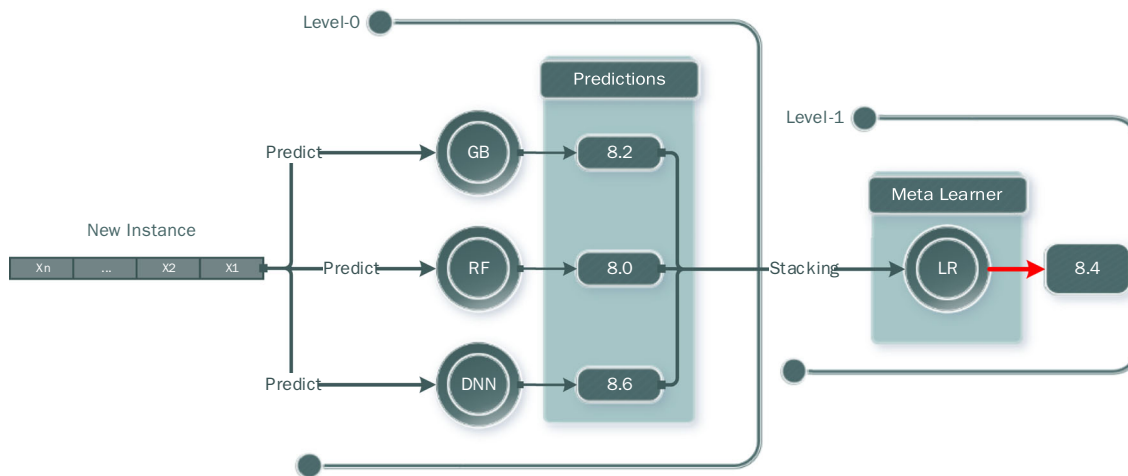 Level-0
Predictions
Level-1
Predict
GB
8.2
Meta Learner
New Instance
Xn
...
X2
X1
Predict
RF
8.0
Stacking
LR
8.4
Predict
DNN
8.6